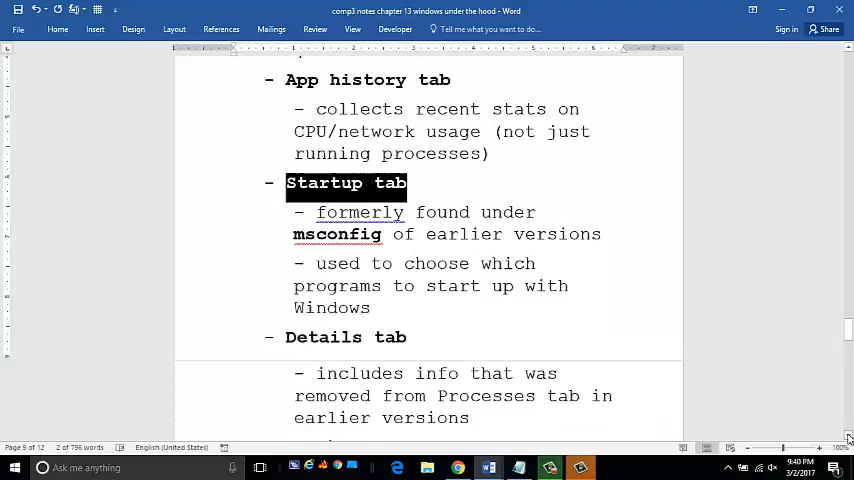 comp3 notes chapter 13 windows under the hood - Word
File Home Insert Design Layout References Mailings Review View Developer Tell me what you want to do... Sign in Share
- App history tab
- collects recent stats on
CPU/network usage (not just
running processes)
- Startup tab
- formerly found under
msconfig of earlier versions
- used to choose which
programs to start up with
Windows
- Details tab
- includes info that was
removed from Processes tab in
earlier versions
Page 9 of 12 2 of 796 words English (United States) 100%
Ask me anything
9:40 PM
3/2/2017